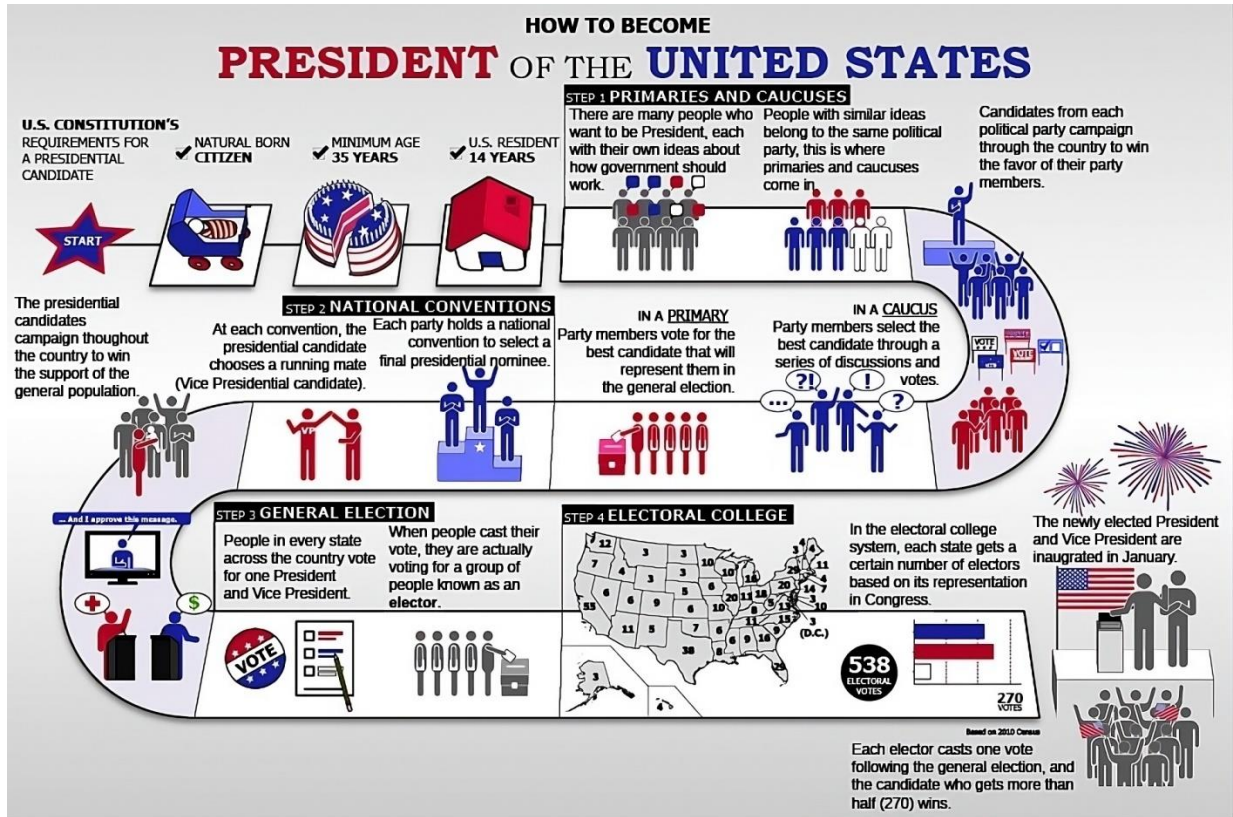 HOW TO BECOME
PRESIDENT OF THE UNITED STATES
U.S. CONSTITUTION'S
REQUIREMENTS FOR
A PRESIDENTIAL
CANDIDATE
START
NATURAL BORN
CITIZEN
MINIMUM AGE
35 YEARS
U.S. RESIDENT
14 YEARS
STEP 1 PRIMARIES AND CAUCUSES
There are many people who
want to be President, each
with their own ideas about
how government should
work.
People with similar ideas
belong to the same political
party, this is where
primaries and caucuses
come in.
Candidates from each
political party campaign
through the country to win
the favor of their party
members.
VOTE
VOTE
IN A CAUCUS
Party members select the
best candidate through a
series of discussions and
votes.
...
?!
!
?
IN A PRIMARY
Party members vote for the
best candidate that will
represent them in
the general election.
STEP 2 NATIONAL CONVENTIONS
Each party holds a national
convention to select a
final presidential nominee.
At each convention, the
presidential candidate
chooses a running mate
(Vice Presidential candidate).
VP
The presidential
candidates
campaign thoughout
the country to win
the support of the
general population.
... And I approve this message.
$
STEP 3 GENERAL ELECTION
People in every state
across the country vote
for one President
and Vice President.
VOTE
When people cast their
vote, they are actually
voting for a group of
people known as an
elector.
STEP 4 ELECTORAL COLLEGE
12
7
3
3
10
4
3
3
10
16
29
4
4
11
55
6
6
9
5
6
6
10
20
11
18
20
5
13
14
7
4
3
10
3
(D.C.)
11
5
7
6
8
11
15
9
38
8
6
9
16
29
3
4
In the electoral college
system, each state gets a
certain number of electors
based on its representation
in Congress.
538
ELECTORAL
VOTES
270
VOTES
Based on 2010 Census
Each elector casts one vote
following the general election, and
the candidate who gets more than
half (270) wins.
The newly elected President
and Vice President are
inaugrated in January.